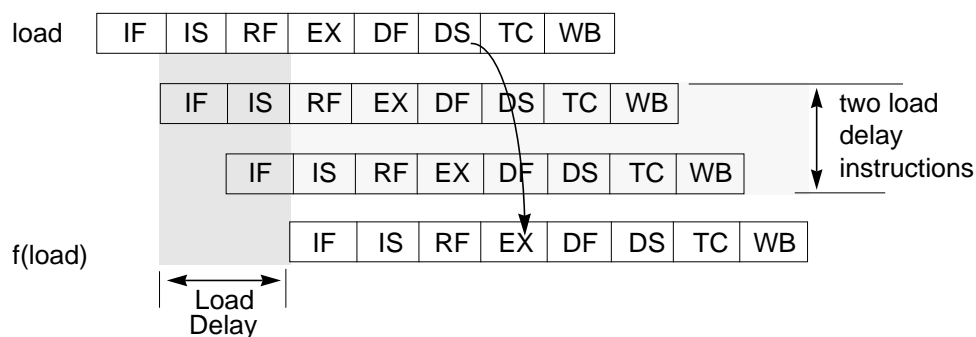 load IF IS RF EX DF DS TC WB
IF IS RF EX DF DS TC WB
two load
delay
instructions
IF IS RF EX DF DS TC WB
f(load) IF IS RF EX DF DS TC WB
Load
Delay